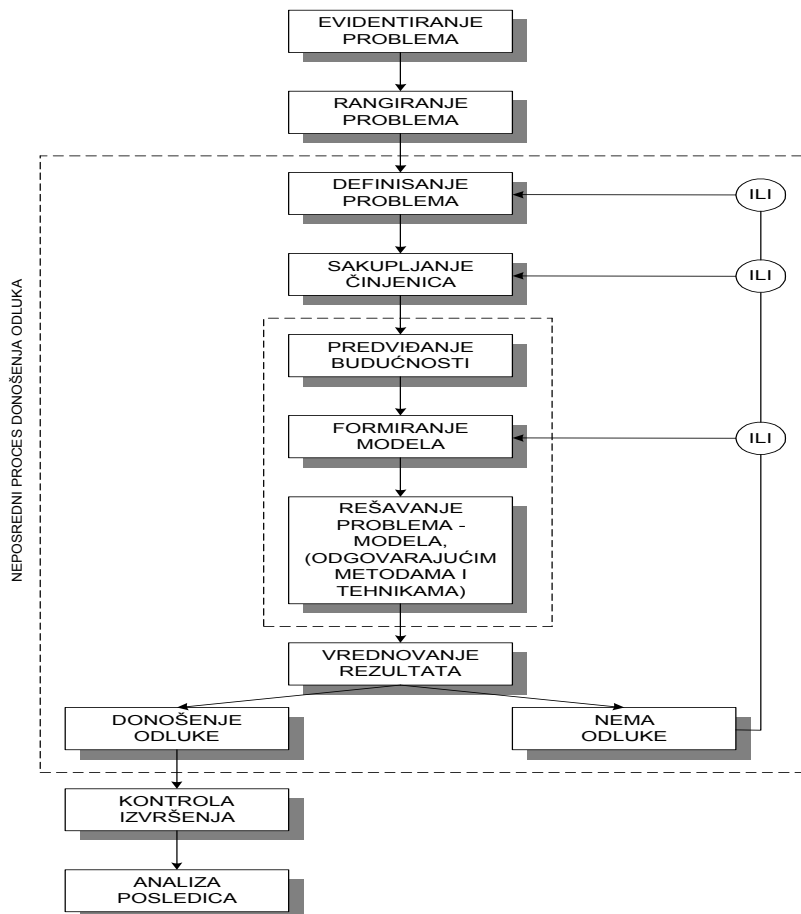 EVIDENTIRANJE
PROBLEMA
RANGIRANJE
PROBLEMA
NEPOSREDNI PROCES DONOŠENJA ODLUKA
DEFINISANJE
PROBLEMA
ILI
SAKUPLJANJE
ČINJENICA
ILI
PREDVIĐANJE
BUDUĆNOSTI
FORMIRANJE
MODELA
ILI
REŠAVANJE
PROBLEMA -
MODELA,
(ODGOVARAJUĆIM
METODAMA I
TEHNIKAMA)
VREDNOVANJE
REZULTATA
DONOŠENJE
ODLUKE
NEMA
ODLUKE
KONTROLA
IZVRŠENJA
ANALIZA
POSLEDICA